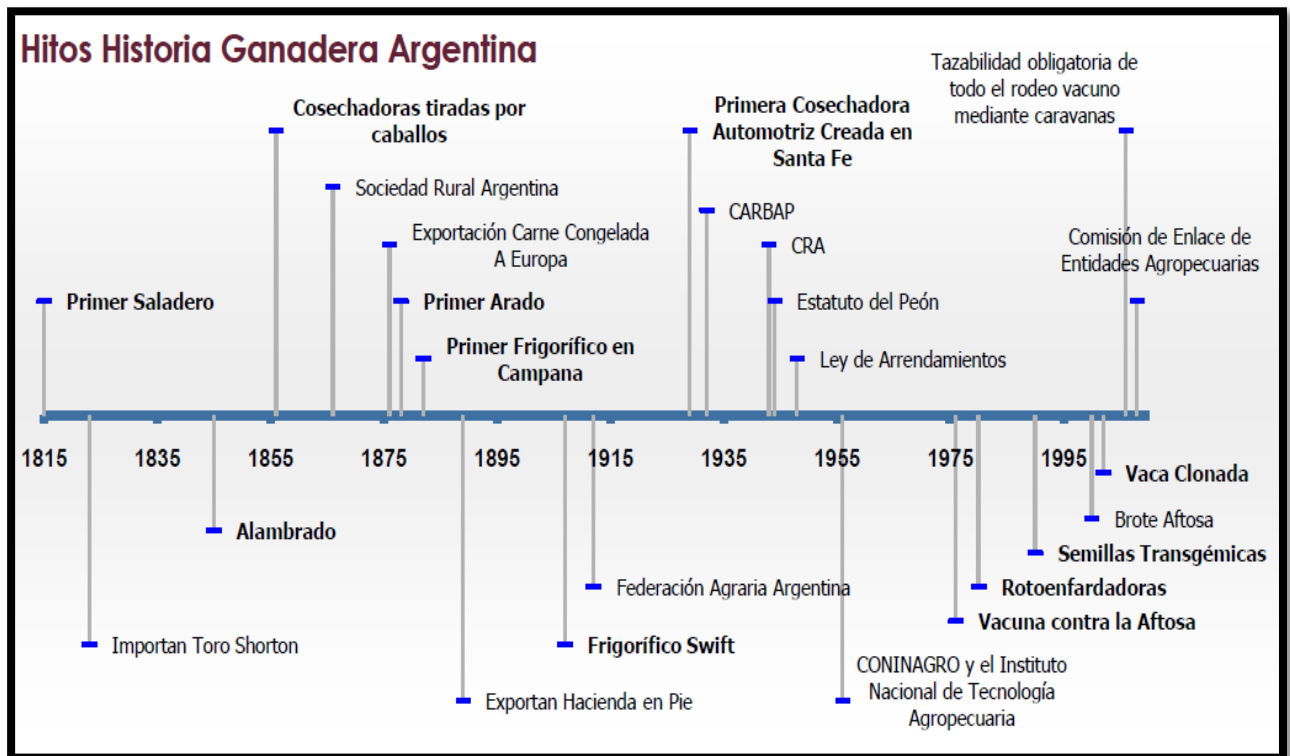 Hitos Historia Ganadera Argentina
Tazabilidad obligatoria de
todo el rodeo vacuno
mediante caravanas
Cosechadoras tiradas por
caballos
Primera Cosechadora
Automotriz Creada en
Santa Fe
Sociedad Rural Argentina
CARBAP
Exportación Carne Congelada
A Europa
CRA
Comisión de Enlace de
Entidades Agropecuarias
Primer Saladero
Primer Arado
Estatuto del Peón
Primer Frigorífico en
Campana
Ley de Arrendamientos
1815 1835 1855 1875 1895 1915 1935 1955 1975 1995
Vaca Clonada
Brote Aftosa
Alambrado
Semillas Transgémicas
Federación Agraria Argentina
Rotoenfardadoras
Vacuna contra la Aftosa
Importan Toro Shorton
Frigorífico Swift
CONINAGRO y el Instituto
Nacional de Tecnología
Agropecuaria
Exportan Hacienda en Pie